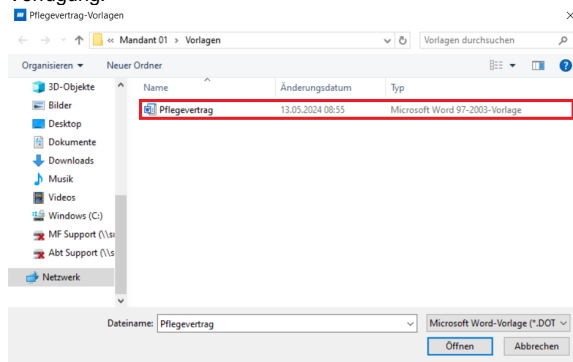 Pflegevertrag-Vorlagen
« Mandant 01 › Vorlagen
Vorlagen durchsuchen
Organisieren
Neuer Ordner
3D-Objekte
Bilder
Desktop
Dokumente
Downloads
Musik
Videos
Windows (C:)
MF Support (\\
Abt Support (\\s
Netzwerk
Name Änderungsdatum Typ
Pflegevertrag 13.05.2024 08:55 Microsoft Word 97-2003-Vorlage
Dateiname: Pflegevertrag Microsoft Word-Vorlage (*.DOT
Öffnen Abbrechen